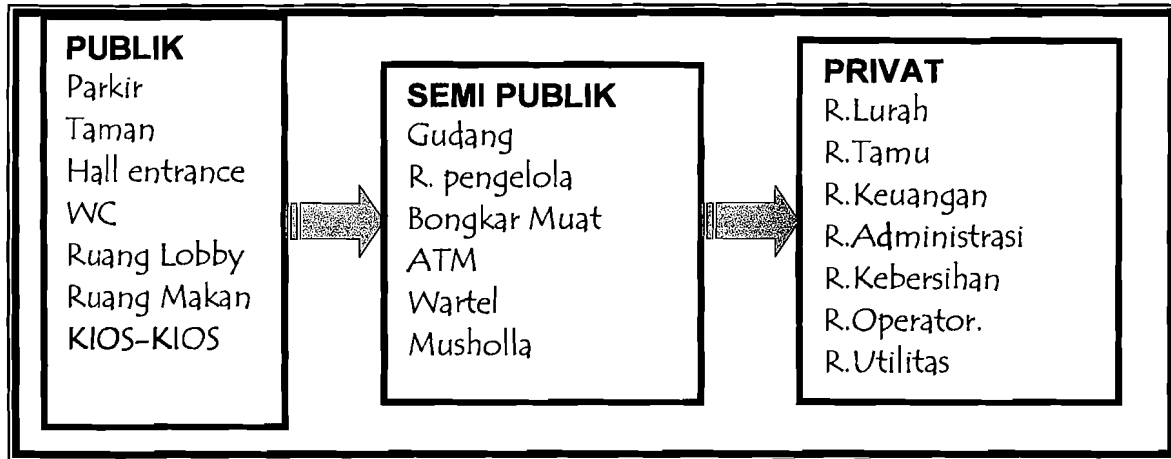 PUBLIK
Parkir
Taman
Hall entrance
WC
Ruang Lobby
Ruang Makan
KIOS-KIOS
SEMI PUBLIK
Gudang
R. pengelola
Bongkar Muat
ATM
Wartel
Musholla
PRIVAT
R.Lurah
R.Tamu
R.Keuangan
R.Administrasi
R.Kebersihan
R.Operator.
R.Utilitas